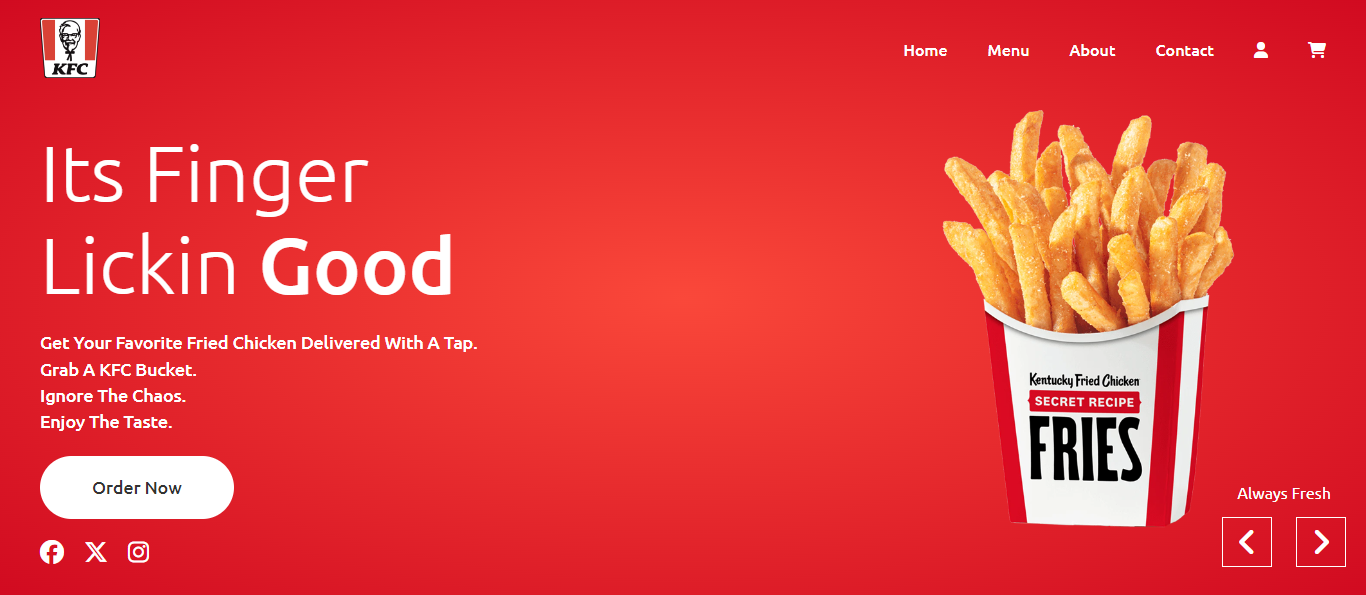 KFC
Home Menu About Contact
Its Finger
Lickin Good
Get Your Favorite Fried Chicken Delivered With A Tap.
Grab A KFC Bucket.
Ignore The Chaos.
Enjoy The Taste.
Order Now
Kentucky Fried Chicken
SECRET RECIPE
FRIES
Always Fresh